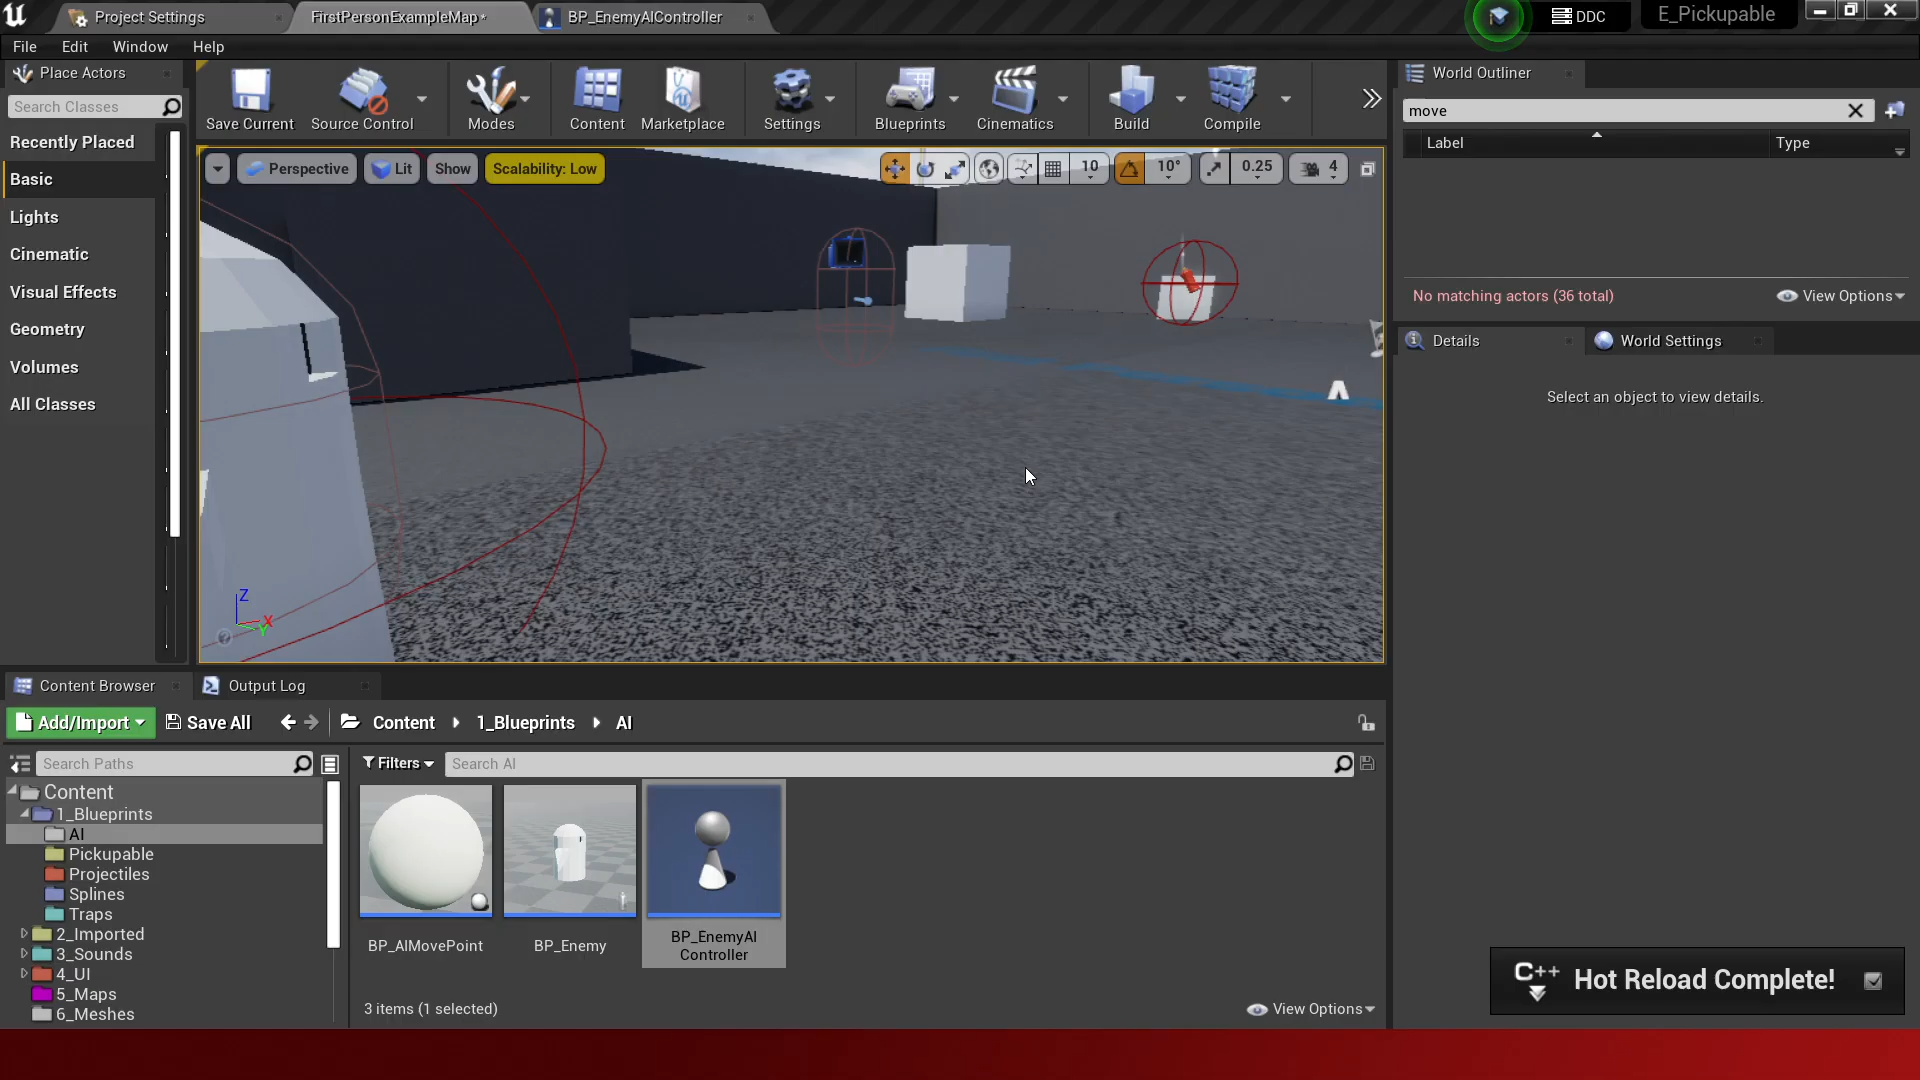 Project Settings
FirstPersonExampleMap*
BP_EnemyAIController
DDC
E_Pickupable
File Edit Window Help
Place Actors
Search Classes
Recently Placed
Basic
Lights
Cinematic
Visual Effects
Geometry
Volumes
All Classes
Save Current
Source Control
Modes
Content
Marketplace
Settings
Blueprints
Cinematics
Build
Compile
Perspective
Lit
Show
Scalability: Low
10
10°
0.25
4
Z
X
Y
World Outliner
move
Label
Type
No matching actors (36 total)
View Options
Details
World Settings
Select an object to view details.
Content Browser
Output Log
Add/Import
Save All
Content
1_Blueprints
AI
Search Paths
Filters
Search AI
Content
1_Blueprints
AI
Pickupable
Projectiles
Splines
Traps
2_Imported
3_Sounds
4_UI
5_Maps
6_Meshes
BP_AIMovePoint
BP_Enemy
BP_EnemyAI
Controller
3 items (1 selected)
View Options
C++
Hot Reload Complete!